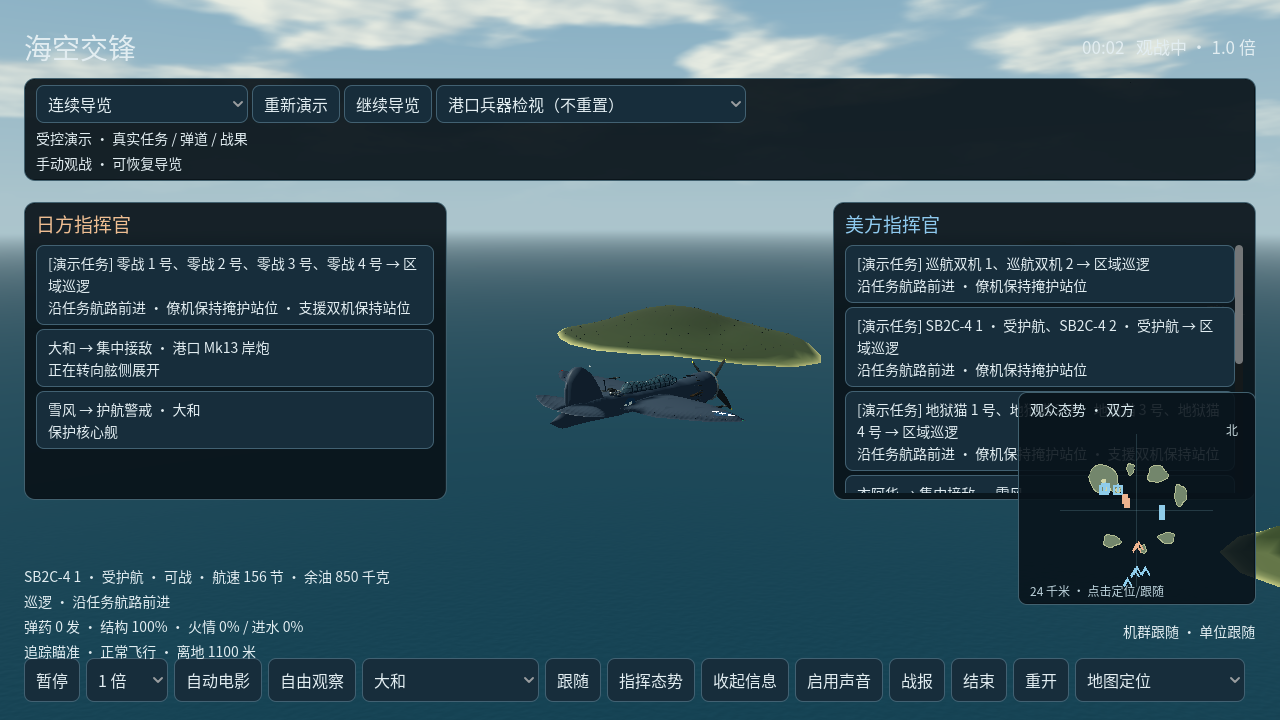 海空交锋
00:02 观战中 · 1.0 倍
连续导览
重新演示
继续导览
港口兵器检视（不重置）
受控演示 · 真实任务 / 弹道 / 战果
手动观战 · 可恢复导览
日方指挥官
[演示任务] 零战 1 号、零战 2 号、零战 3 号、零战 4 号 → 区
域巡逻
沿任务航路前进 · 僚机保持掩护站位 · 支援双机保持站位
大和 → 集中接敌 · 港口 Mk13 岸炮
正在转向舷侧展开
雪风 → 护航警戒 · 大和
保护核心舰
美方指挥官
[演示任务] 巡航双机 1、巡航双机 2 → 区域巡逻
沿任务航路前进 · 僚机保持掩护站位
[演示任务] SB2C-4 1 · 受护航、SB2C-4 2 · 受护航 → 区
域巡逻
沿任务航路前进 · 僚机保持掩护站位
[演示任务] 地狱猫 1 号、地 3 号、地狱猫
4 号 → 区域巡逻
沿任务航路前进 · 僚机保持掩护站位 · 支援双机保持站位
观众态势 · 双方
北
24 千米 · 点击定位/跟随
SB2C-4 1 · 受护航 · 可战 · 航速 156 节 · 余油 850 千克
巡逻 · 沿任务航路前进
弹药 0 发 · 结构 100% · 火情 0% / 进水 0%
追踪瞄准 · 正常飞行 · 离地 1100 米
机群跟随 · 单位跟随
暂停
1 倍
自动电影
自由观察
大和
跟随
指挥态势
收起信息
启用声音
战报
结束
重开
地图定位